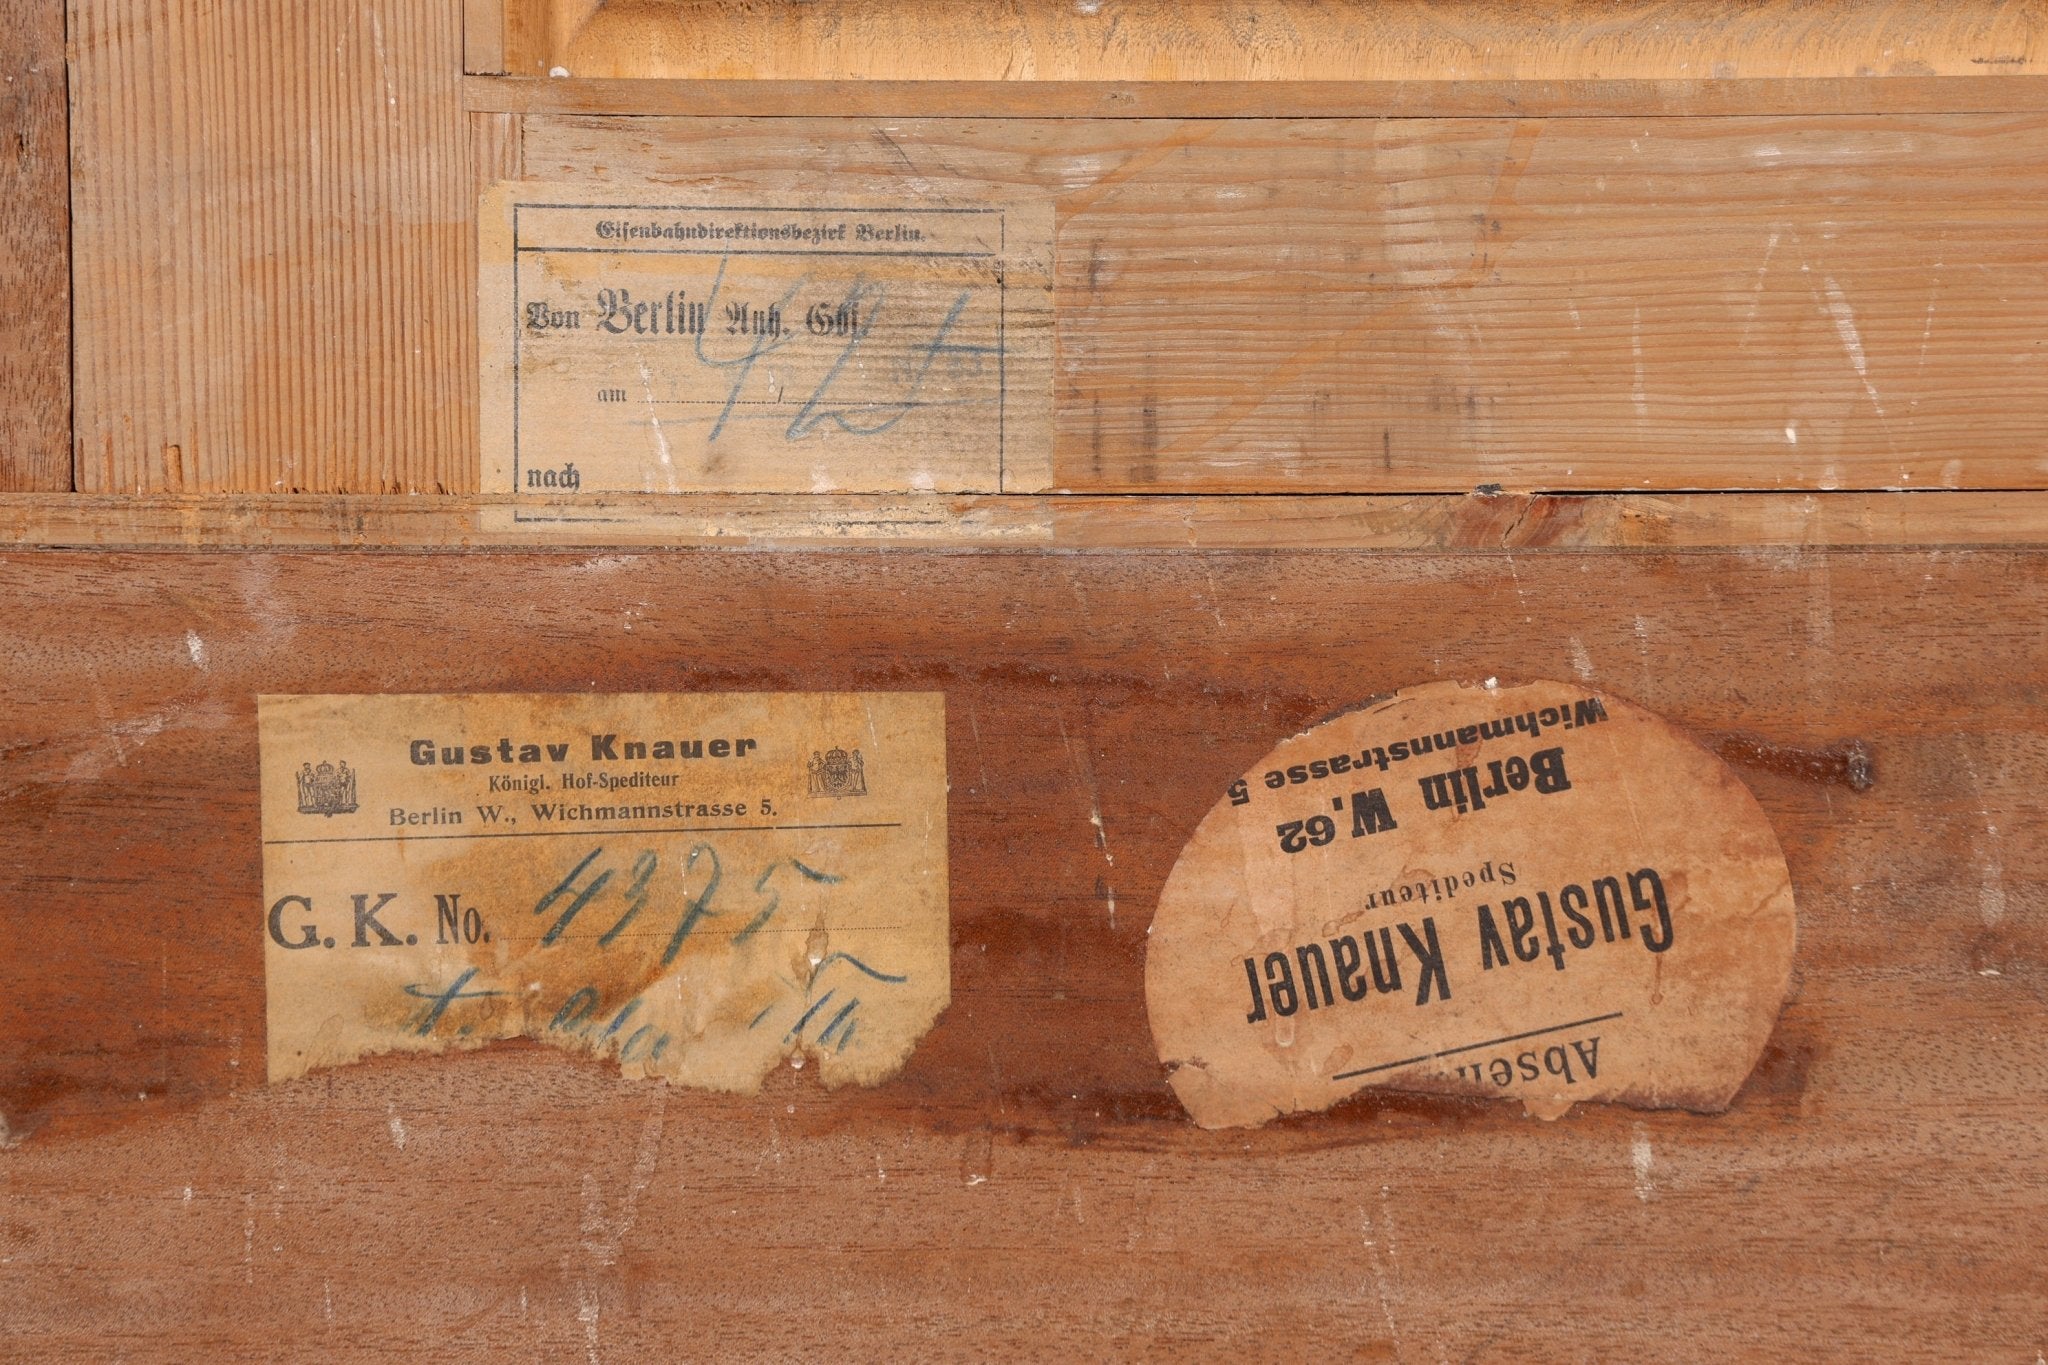 Eisenbahndirektionsbezirk Berlin.
Von Berlin Anh. Gbf.
am
nach
Gustav Knauer
Königl. Hof-Spediteur
Berlin W., Wichmannstrasse 5.
G. K. No. 4375
Absen
Gustav Knauer
Spediteur
Berlin W. 62
Wichmannstrasse 5